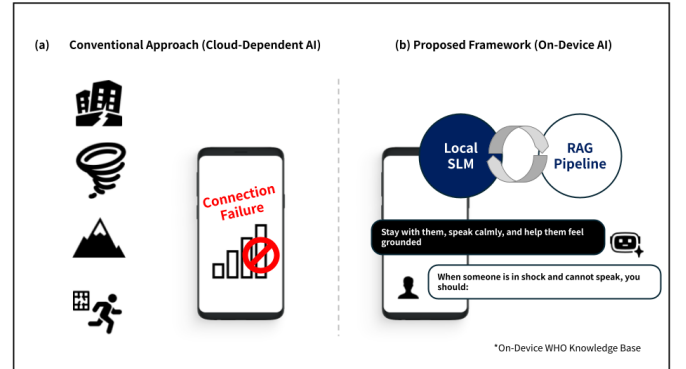 (a) Conventional Approach (Cloud-Dependent AI)
(b) Proposed Framework (On-Device AI)
Connection
Failure
Local
SLM
RAG
Pipeline
Stay with them, speak calmly, and help them feel
grounded
When someone is in shock and cannot speak, you
should:
*On-Device WHO Knowledge Base